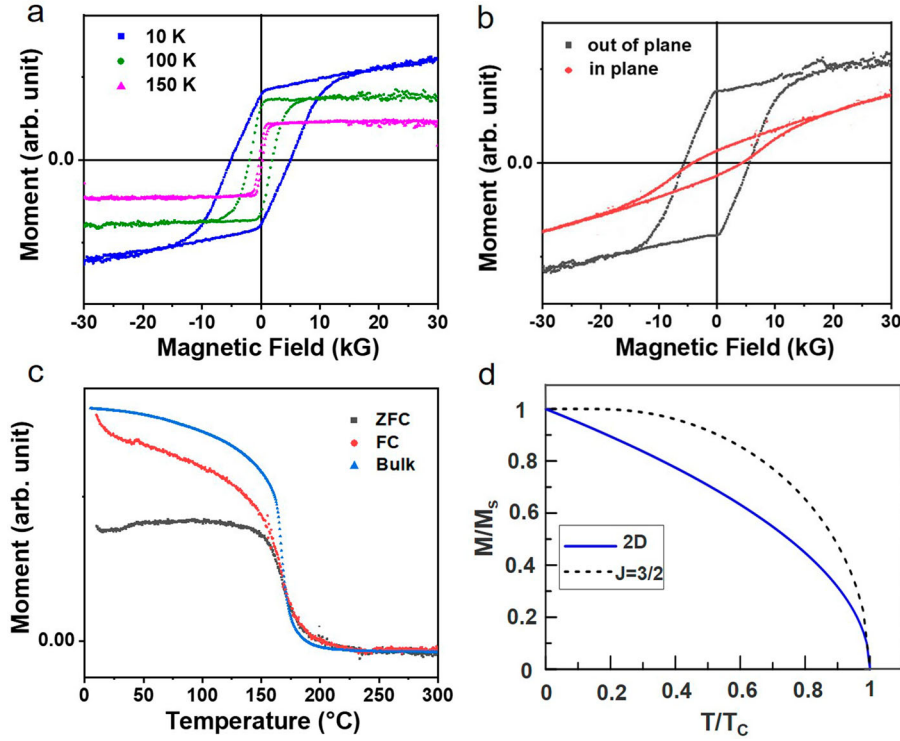 a
10 K
100 K
150 K
Moment (arb. unit)
0.0
-30 -20 -10 0 10 20 30
Magnetic Field (kG)
b
out of plane
in plane
Moment (arb. unit)
0.0
-30 -20 -10 0 10 20 30
Magnetic Field (kG)
c
ZFC
FC
Bulk
Moment (arb. unit)
0.00
0 50 100 150 200 250 300
Temperature (°C)
d
1
0.8
0.6
0.4
0.2
0
M/Ms
2D
J=3/2
0 0.2 0.4 0.6 0.8 1
T/TC